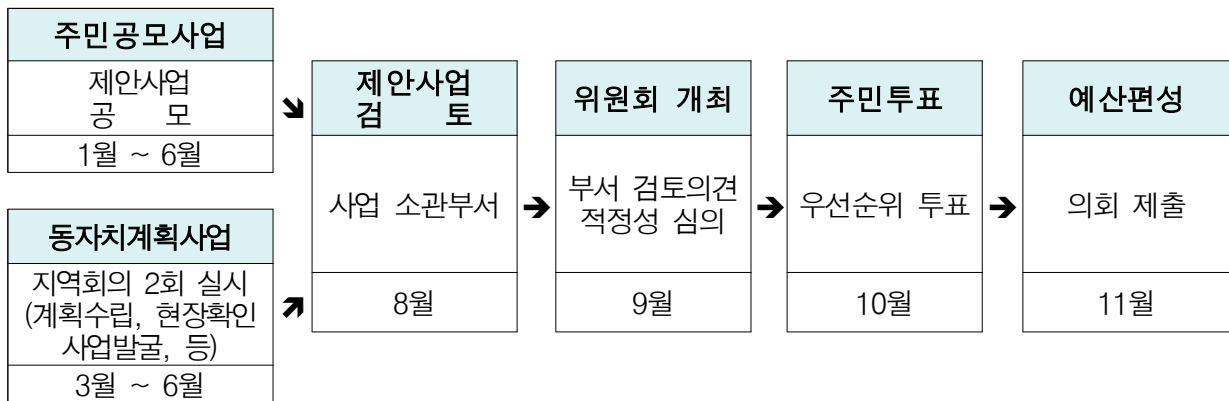 주민공모사업
제안사업
공 모
1월 ~ 6월
동자치계획사업
지역회의 2회 실시
(계획수립, 현장확인
사업발굴, 등)
3월 ~ 6월
제안사업
검 토
사업 소관부서
8월
위원회 개최
부서 검토의견
적정성 심의
9월
주민투표
우선순위 투표
10월
예산편성
의회 제출
11월